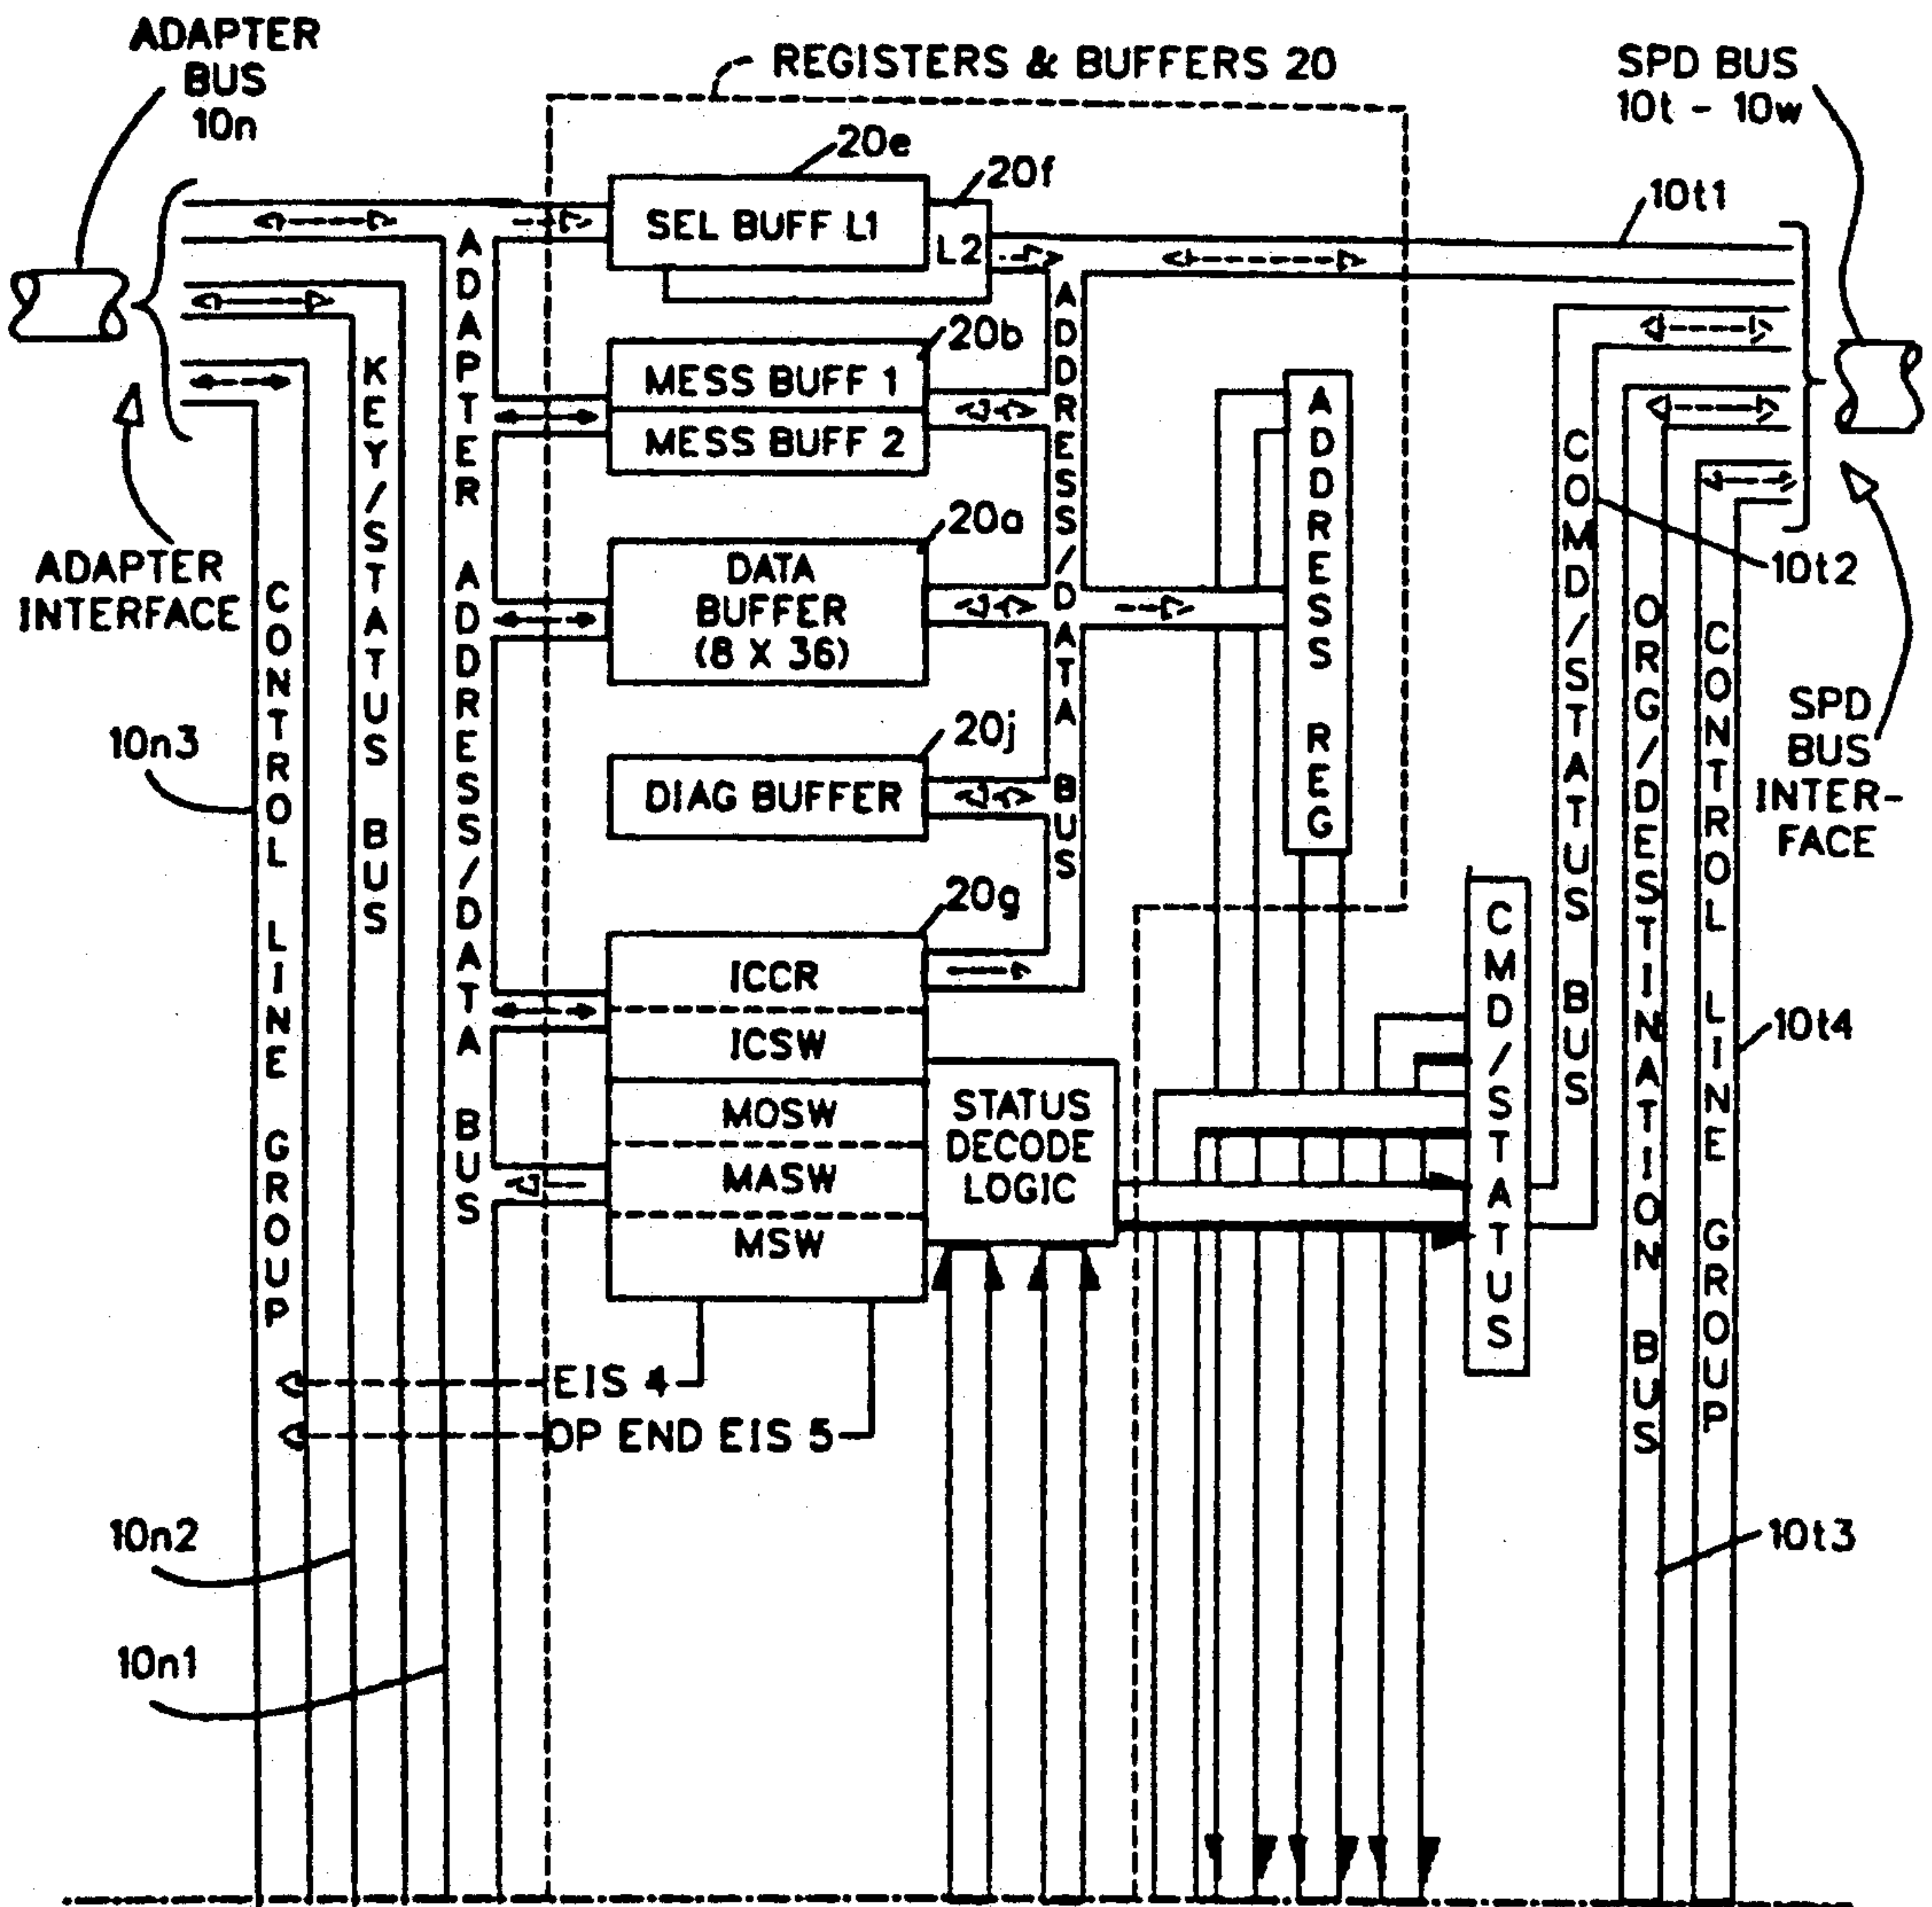 ADAPTER
BUS
10n
REGISTERS & BUFFERS 20
SPD BUS
10t - 10w
20e
20f
10t1
SEL BUFF L1
L2
20b
MESS BUFF 1
MESS BUFF 2
20a
DATA
BUFFER
(8 X 36)
20j
DIAG BUFFER
20g
ICCR
ICSW
MOSW
MASW
MSW
STATUS
DECODE
LOGIC
EIS 4
OP END EIS 5
ADAPTER
INTERFACE
CONTROL LINE GROUP
KEY/STATUS BUS
ADAPTER ADDRESS/DATA BUS
ADDRESS/DATA BUS
ADDRESS REG
CMD/STATUS
COMD/STATUS BUS
ORG/DESTINATION BUS
CONTROL LINE GROUP
10t2
SPD
BUS
INTER-
FACE
10n3
10t4
10n2
10t3
10n1